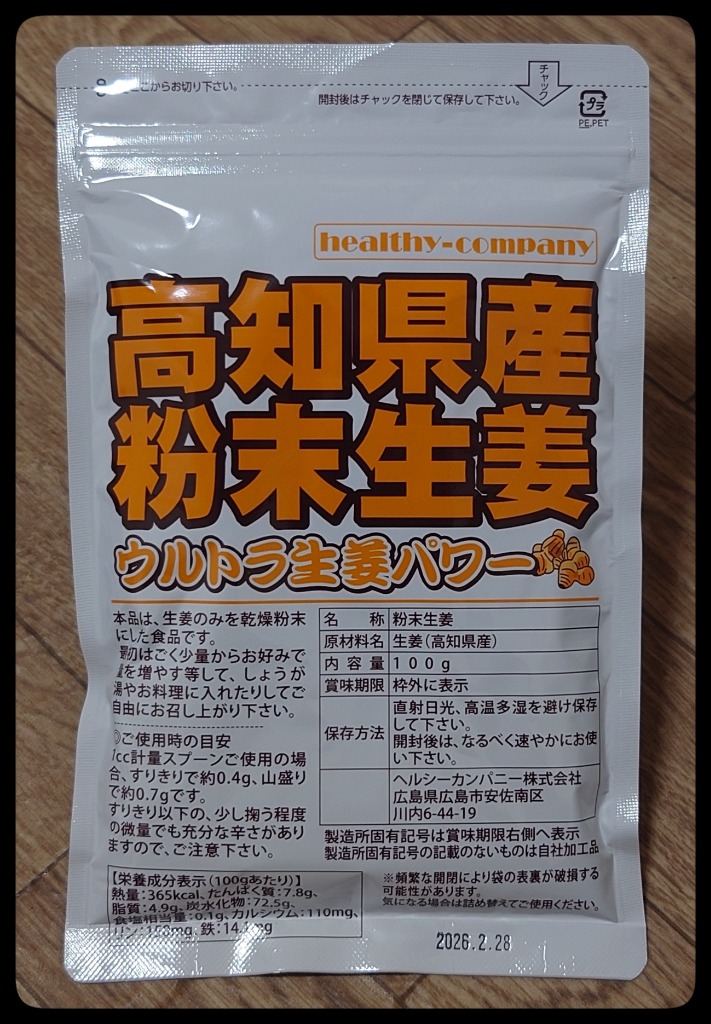 ここからお切り下さい。
開封後はチャックを閉じて保存して下さい。
チャック
プラ
PE,PET
healthy-company
高知県産
粉末生姜
ウルトラ生姜パワー
本品は、生姜のみを乾燥粉末
にした食品です。
最初はごく少量からお好みで
量を増やす等して、しょうが
湯やお料理に入れたりしてご
自由にお召し上がり下さい。
◎ご使用時の目安
1cc計量スプーンご使用の場
合、すりきりで約0.4g、山盛り
で約0.7gです。
すりきり以下の、少し掬う程度
の微量でも充分な辛さがあり
ますので、ご注意下さい。
名 称 粉末生姜
原材料名 生姜(高知県産)
内容量 100g
賞味期限 枠外に表示
保存方法 直射日光、高温多湿を避け保存
して下さい。
開封後は、なるべく速やかにお使
い下さい。
ヘルシーカンパニー株式会社
広島県広島市安佐南区
川内6-44-19
製造所固有記号は賞味期限右側へ表示
製造所固有記号の記載のないものは自社加工品
【栄養成分表示(100gあたり)】
熱量:365kcal、たんぱく質:7.8g、
脂質:4.9g、炭水化物:72.5g、
食塩相当量:0.1g、カルシウム:110mg、
リン:150mg、鉄:14.
※頻繁な開閉により袋の表裏が破損する
可能性があります。
気になる場合は詰め替えてご使用ください。
2026.2.28